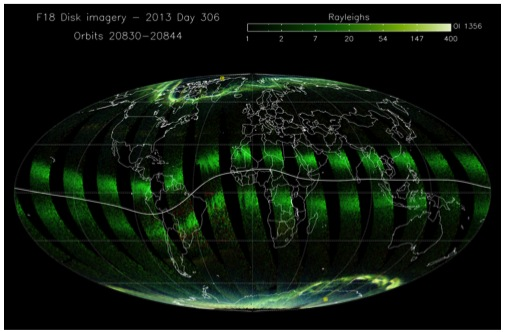 F18 Disk imagery – 2013 Day 306
Orbits 20830–20844
Rayleighs
OI 1356
1 2 7 20 54 147 400